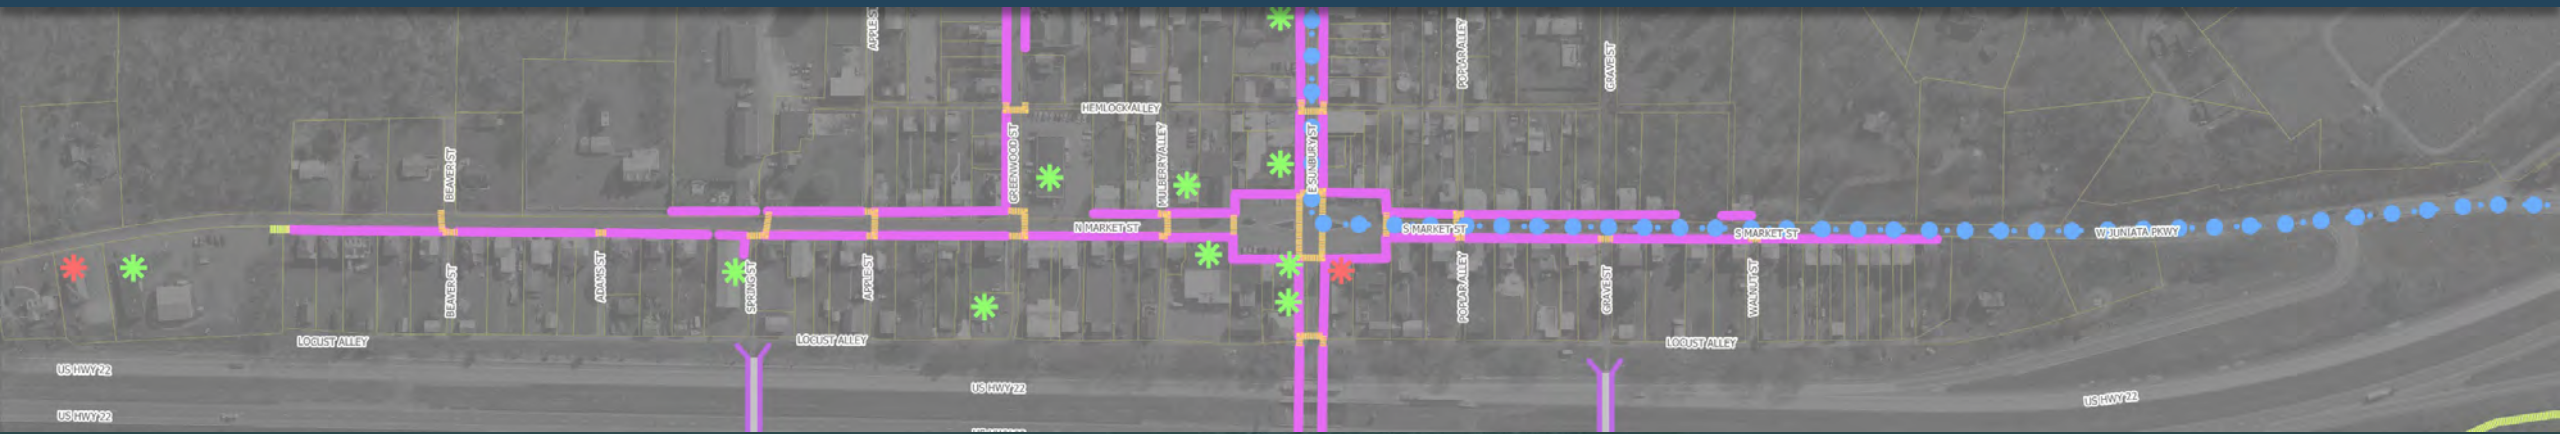 APPLE ST
POPLAR ALLEY
GRAVE ST
HEMLOCK ALLEY
BEAVER ST
GREENWOOD ST
MULBERRY ALLEY
E SUNBURY ST
N MARKET ST
S MARKET ST
S MARKET ST
W JUNIATA PKWY
BEAVER ST
ADAMS ST
SPRING ST
APPLE ST
POPLAR ALLEY
GRAVE ST
WALNUT ST
LOCUST ALLEY
LOCUST ALLEY
LOCUST ALLEY
US HWY 22
US HWY 22
US HWY 22
US HWY 22